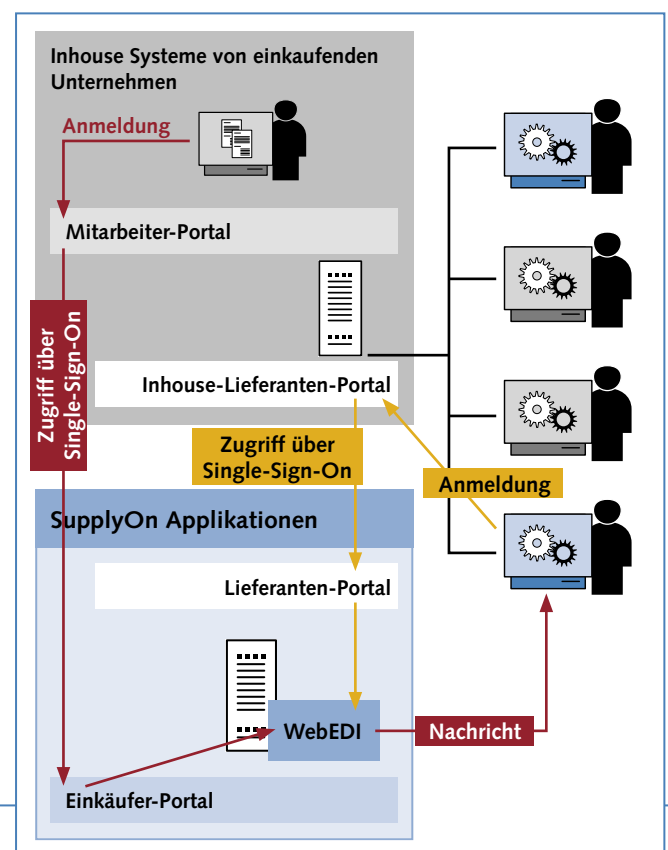 Inhouse Systeme von einkaufenden
Unternehmen
Anmeldung
Mitarbeiter-Portal
Zugriff über
Single-Sign-On
Inhouse-Lieferanten-Portal
Zugriff über
Single-Sign-On
Anmeldung
SupplyOn Applikationen
Lieferanten-Portal
WebEDI
Nachricht
Einkäufer-Portal